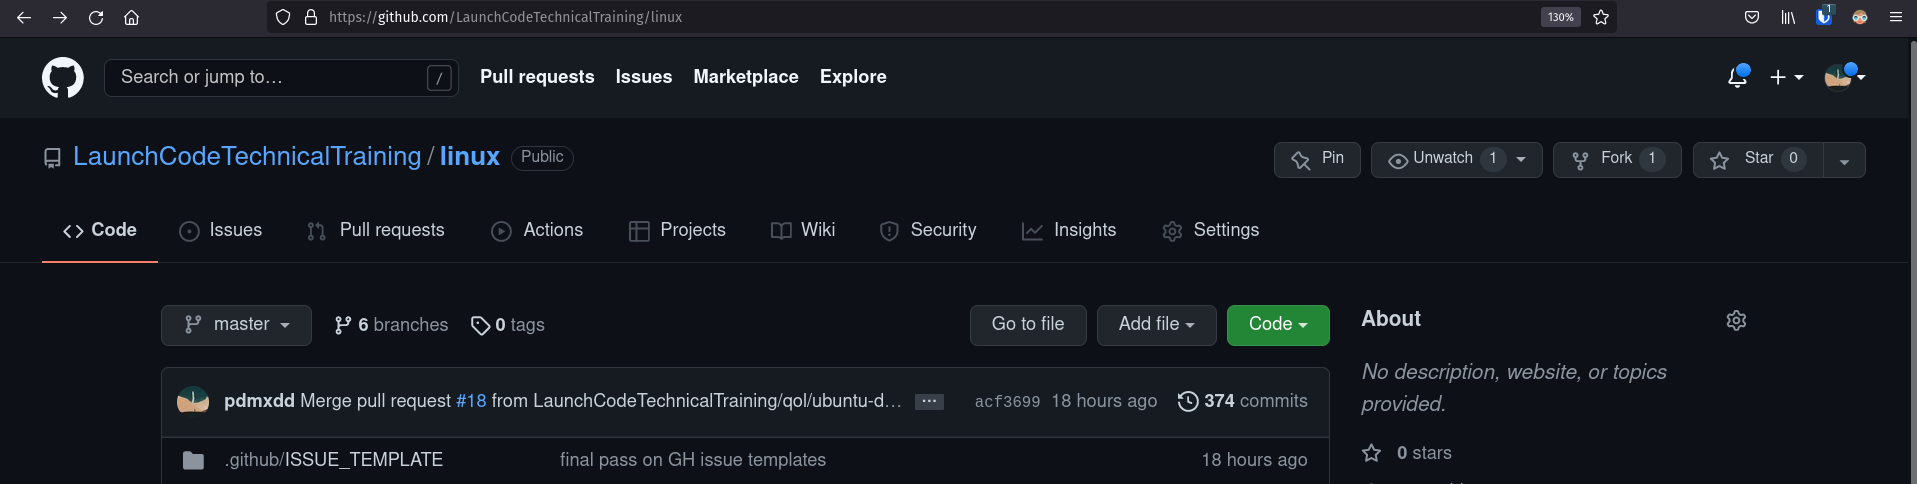 https://github.com/LaunchCodeTechnicalTraining/linux 130% 1
Search or jump to… / Pull requests Issues Marketplace Explore
LaunchCodeTechnicalTraining / linux Public Pin Unwatch 1 Fork 1 Star 0
Code Issues Pull requests Actions Projects Wiki Security Insights Settings
master 6 branches 0 tags Go to file Add file Code About
No description, website, or topics
provided.
pdmxdd Merge pull request #18 from LaunchCodeTechnicalTraining/qol/ubuntu-d… ... acf3699 18 hours ago 374 commits
.github/ISSUE_TEMPLATE final pass on GH issue templates 18 hours ago
0 stars